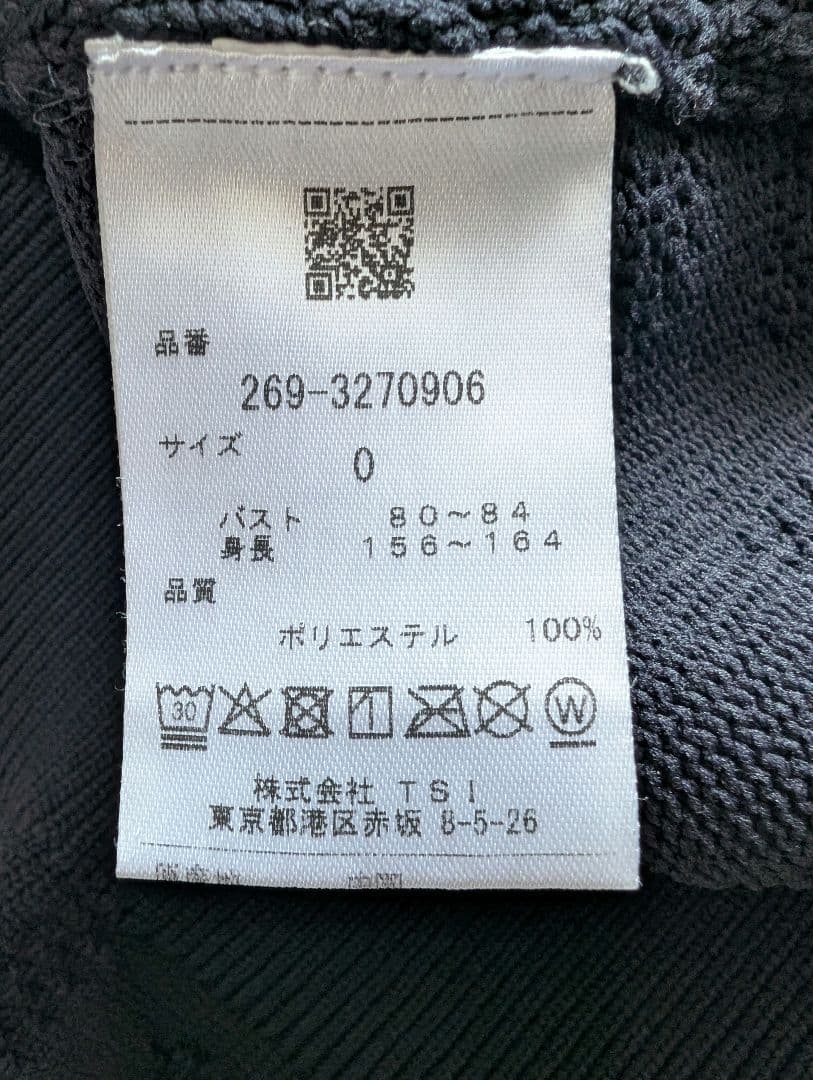 品番
269-3270906
サイズ
0
バスト 80～84
身長 156～164
品質
ポリエステル 100%
30
W
株式会社 TSI
東京都港区赤坂 8-5-26